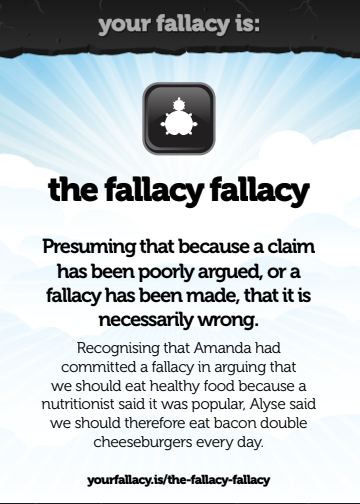 your fallacy is:
the fallacy fallacy
Presuming that because a claim
has been poorly argued, or a
fallacy has been made, that it is
necessarily wrong.
Recognising that Amanda had
committed a fallacy in arguing that
we should eat healthy food because a
nutritionist said it was popular, Alyse said
we should therefore eat bacon double
cheeseburgers every day.
yourfallacy.is/the-fallacy-fallacy